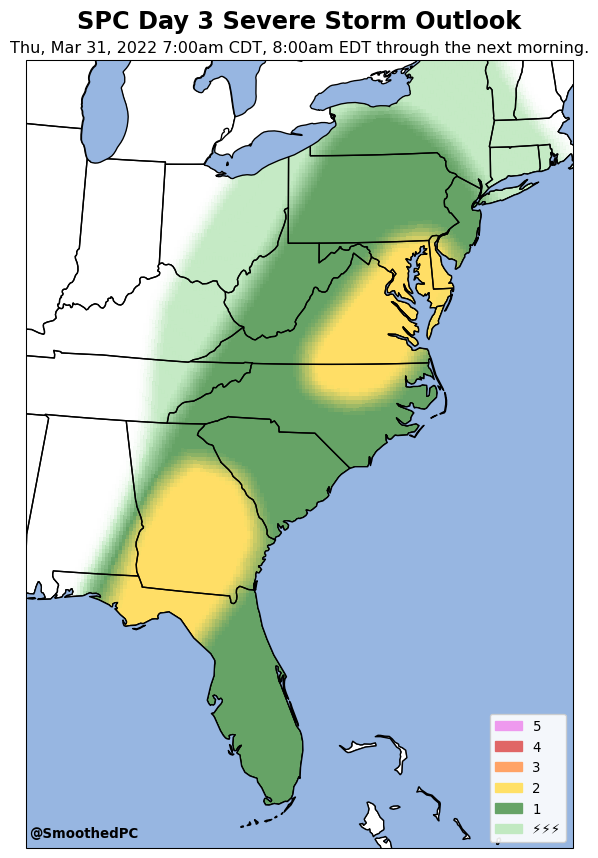 SPC Day 3 Severe Storm Outlook
Thu, Mar 31, 2022 7:00am CDT, 8:00am EDT through the next morning.
5
4
3
2
1
⚡⚡⚡
@SmoothedPC